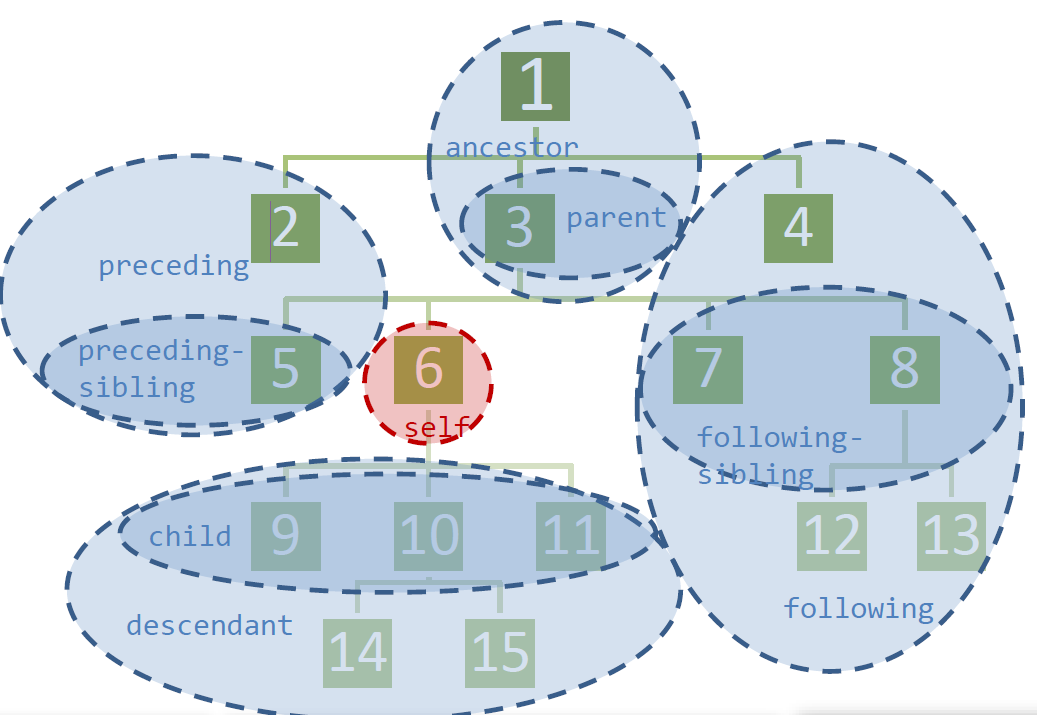 1
ancestor
2
3
parent
4
preceding
preceding-
sibling
5
6
self
7
8
following-
sibling
child
9
10
11
12
13
descendant
14
15
following